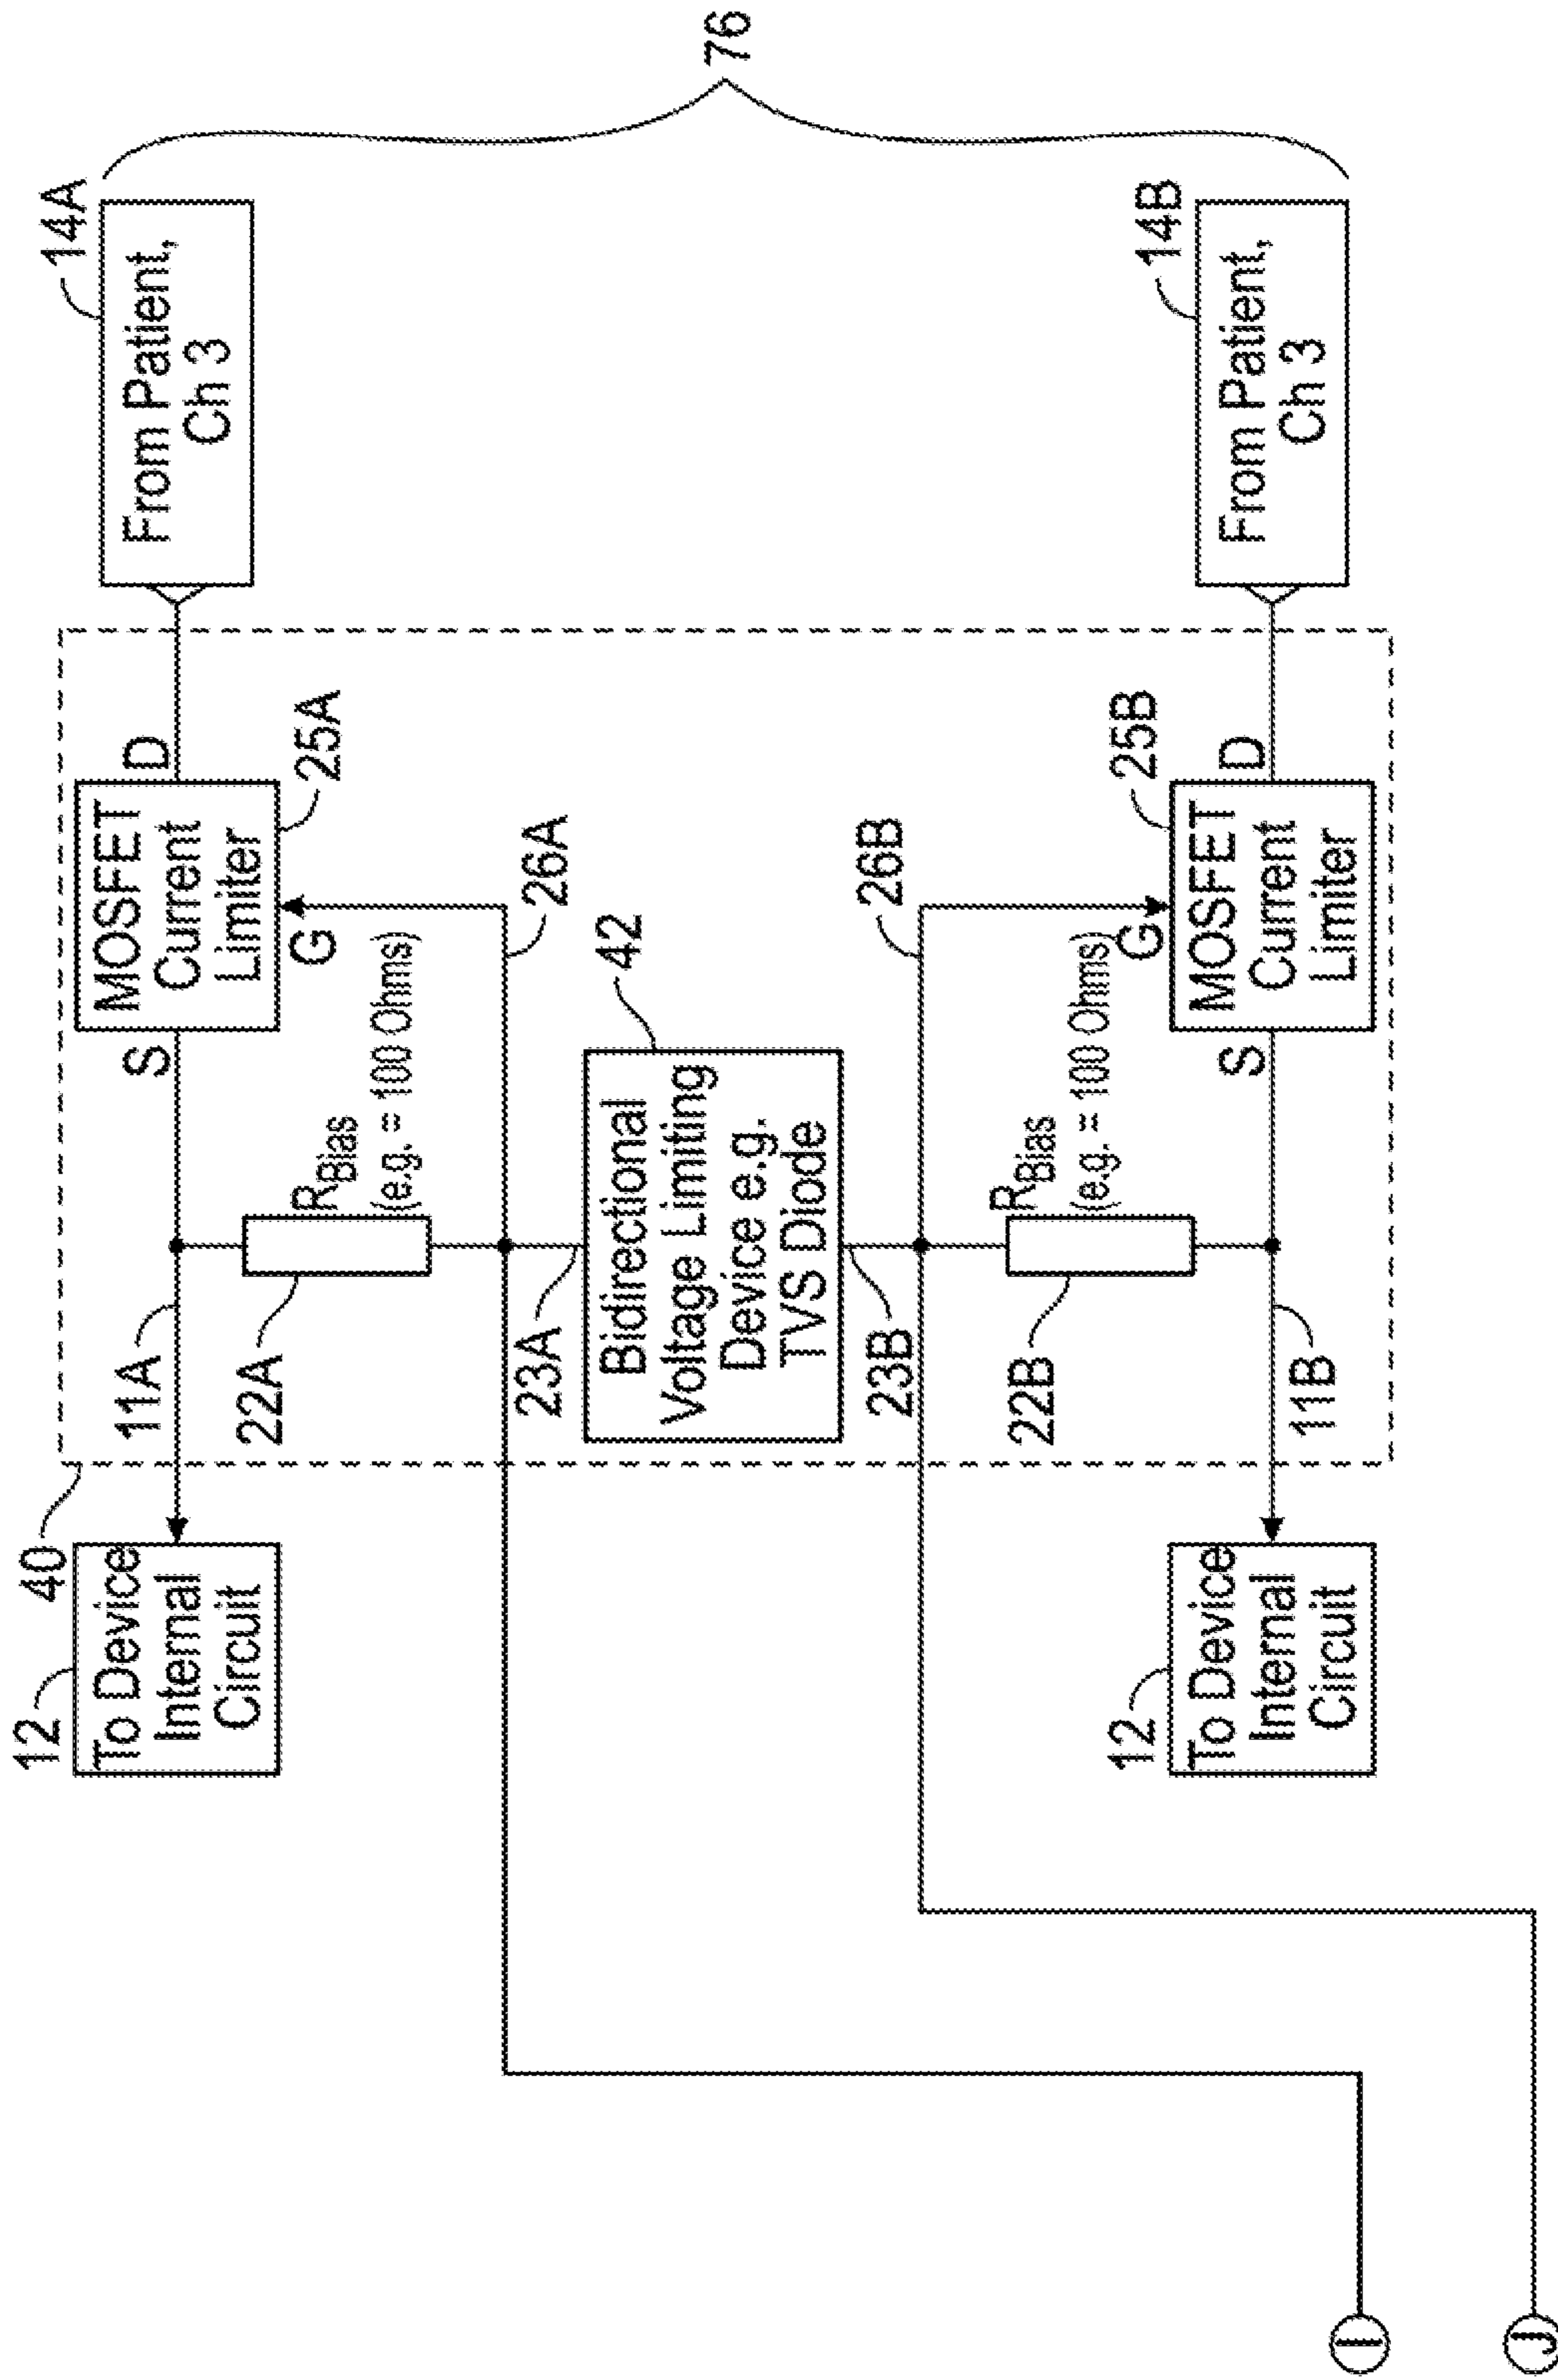 12
To Device
Internal
Circuit
40
11A
S
MOSFET
Current
Limiter
D
G
25A
14A
From Patient,
Ch 3
22A
RBias
(e.g. = 100 Ohms)
26A
23A
Bidirectional
Voltage Limiting
Device e.g.
TVS Diode
42
76
23B
26B
22B
RBias
(e.g. = 100 Ohms)
12
To Device
Internal
Circuit
11B
S
MOSFET
Current
Limiter
D
G
25B
14B
From Patient,
Ch 3
I
J